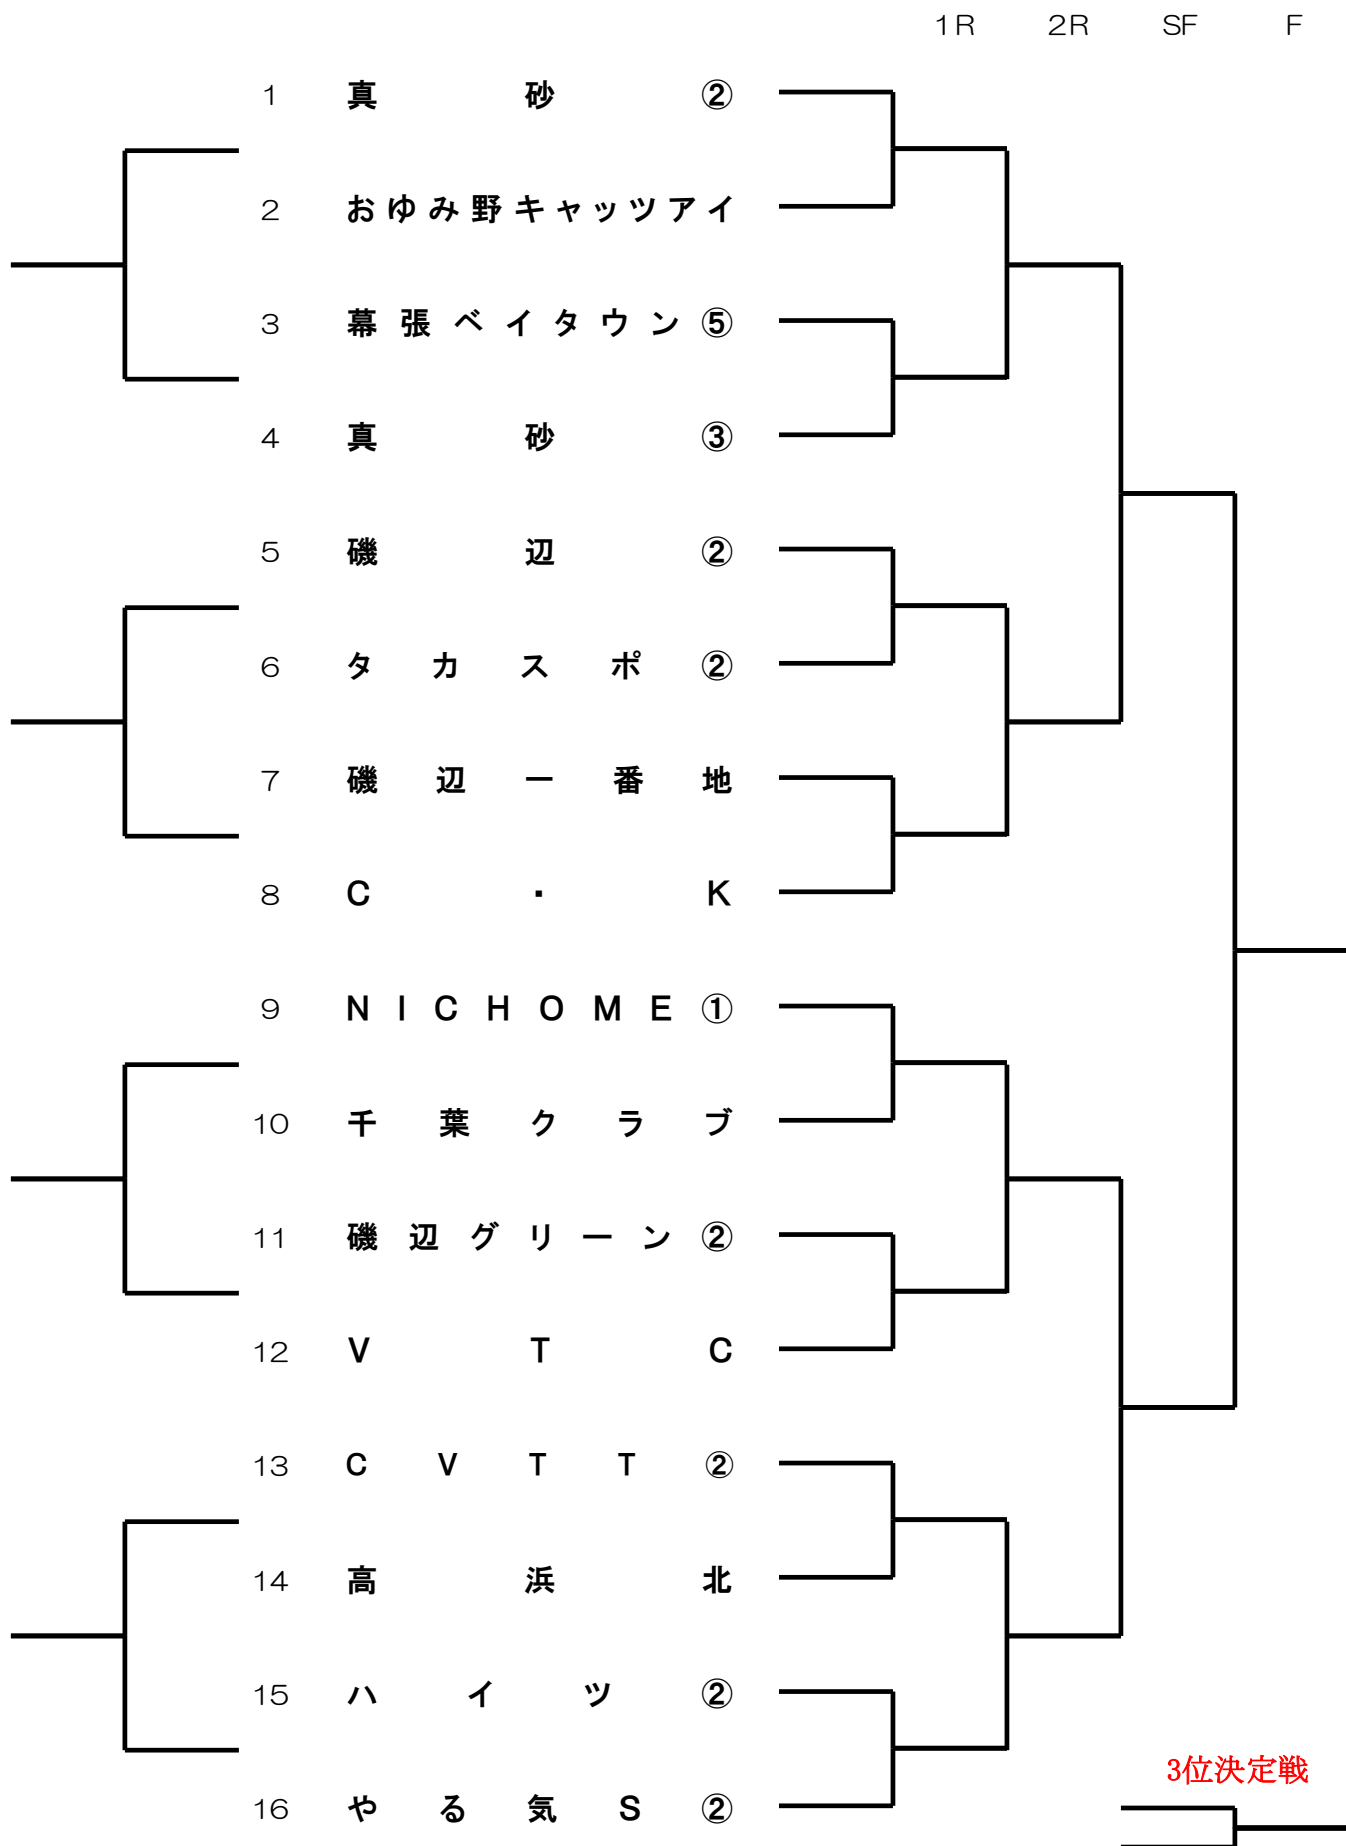 1R 2R SF F
1 真砂②
2 おゆみ野キャッツアイ
3 幕張ベイタウン⑤
4 真砂③
5 磯辺②
6 タカスポ②
7 磯辺一番地
8 C・K
9 NICHOME①
10 千葉クラブ
11 磯辺グリーン②
12 VTC
13 CVTT②
14 高浜北
15 ハイツ②
3位決定戦
16 やる気S②